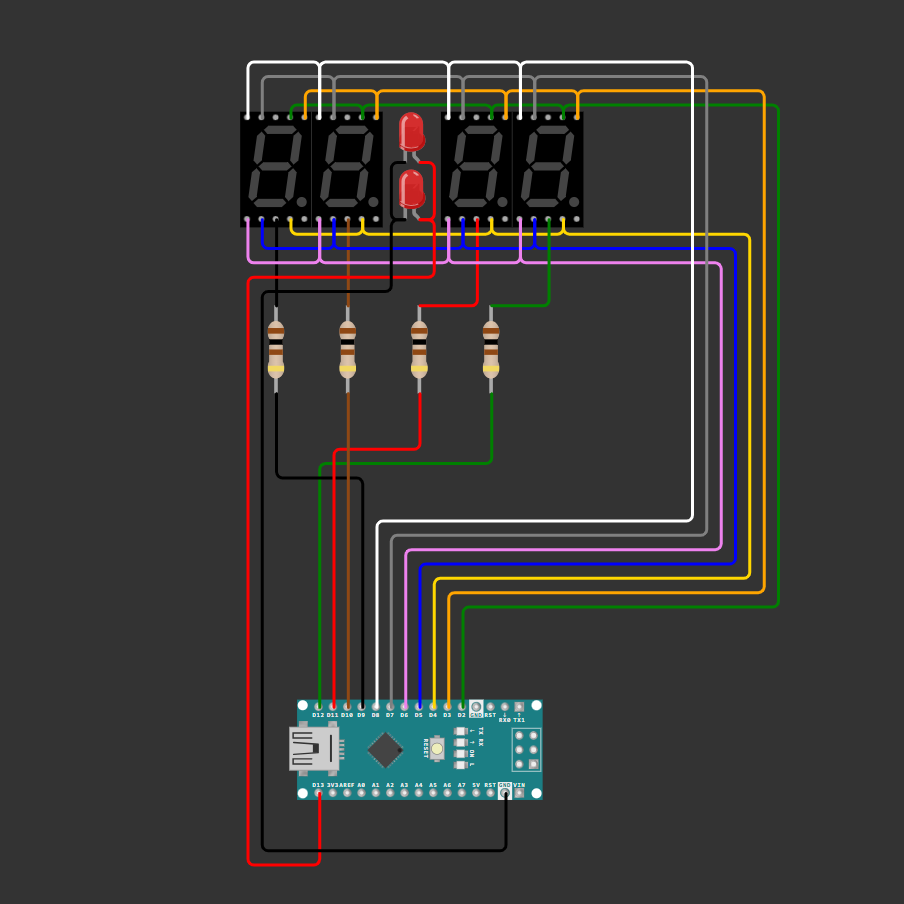 D12 D11 D10 D9 D8 D7 D6 D5 D4 D3 D2 GND RST RX0 TX1
RESET
TX RX ON L
D13 3V3 AREF A0 A1 A2 A3 A4 A5 A6 A7 5V RST GND VIN